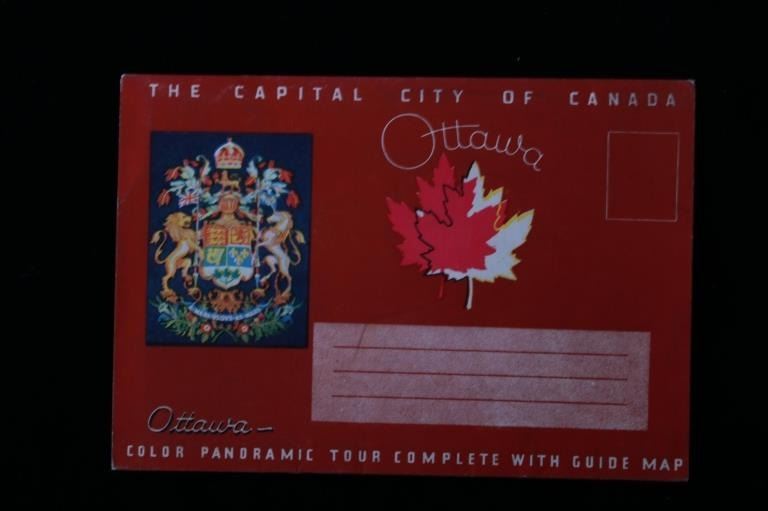 THE CAPITAL CITY OF CANADA
Ottawa
Ottawa
COLOR PANORAMIC TOUR COMPLETE WITH GUIDE MAP